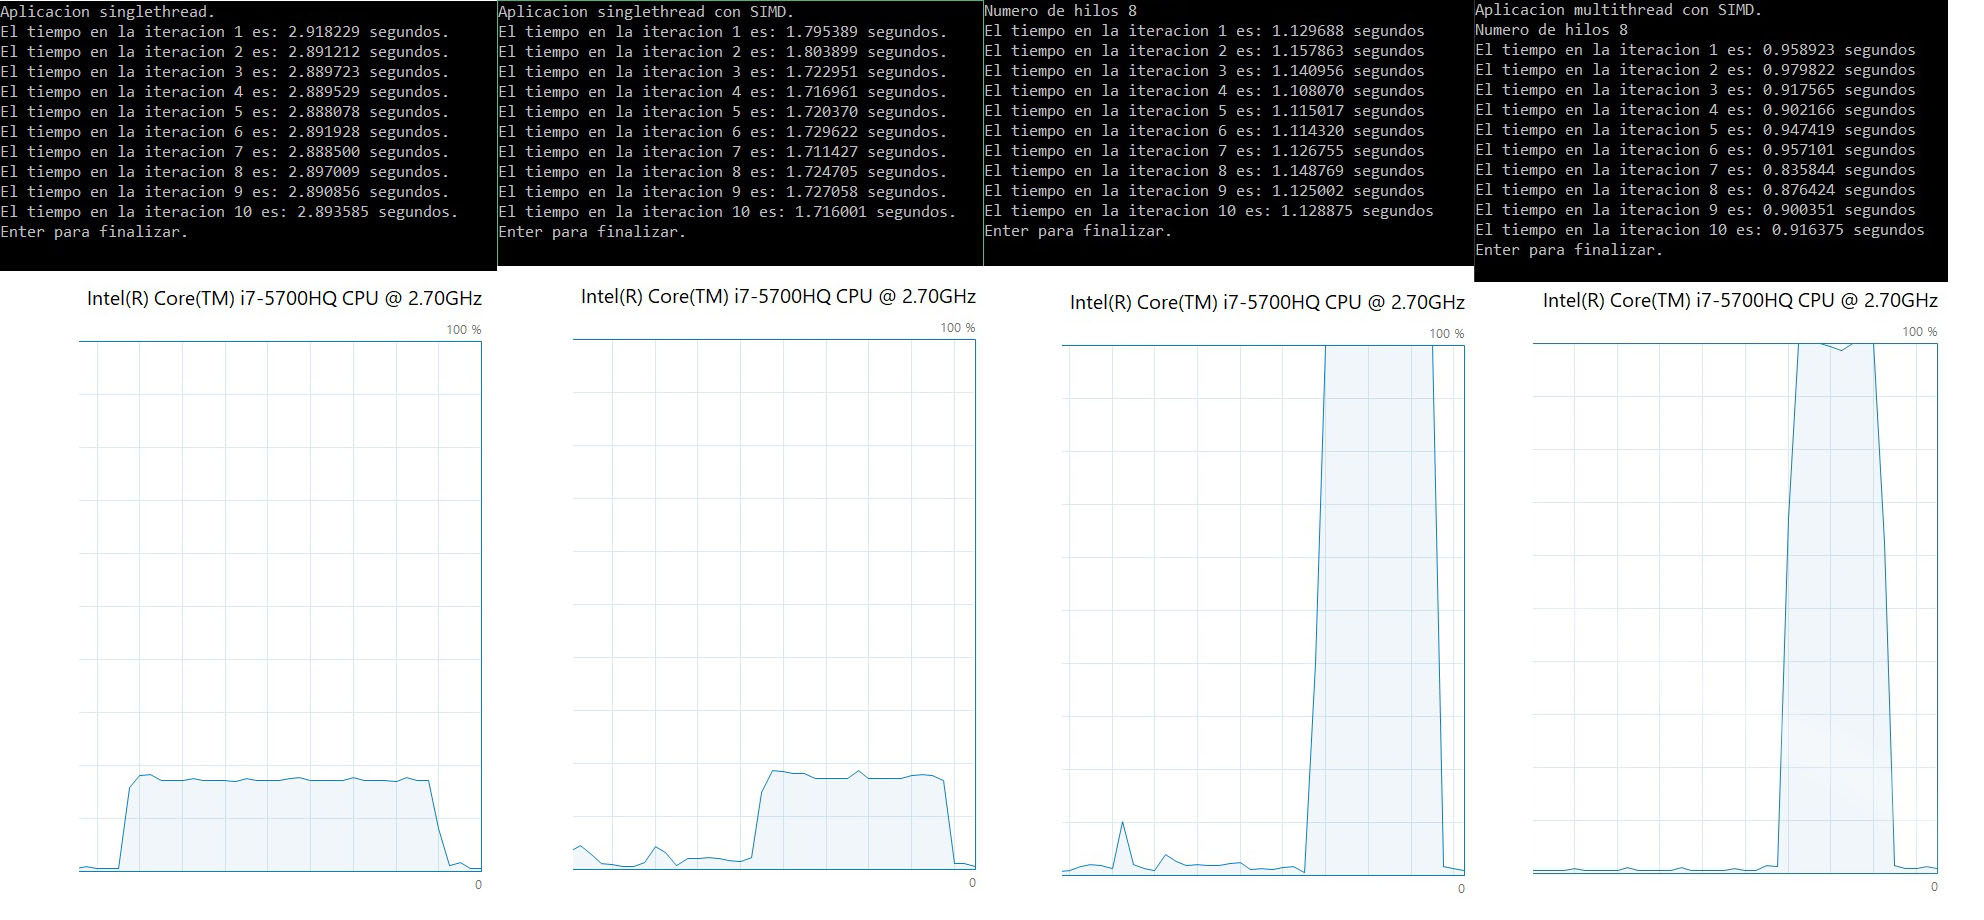 Aplicacion singlethread.
El tiempo en la iteracion 1 es: 2.918229 segundos.
El tiempo en la iteracion 2 es: 2.891212 segundos.
El tiempo en la iteracion 3 es: 2.889723 segundos.
El tiempo en la iteracion 4 es: 2.889529 segundos.
El tiempo en la iteracion 5 es: 2.888078 segundos.
El tiempo en la iteracion 6 es: 2.891928 segundos.
El tiempo en la iteracion 7 es: 2.888500 segundos.
El tiempo en la iteracion 8 es: 2.897009 segundos.
El tiempo en la iteracion 9 es: 2.890856 segundos.
El tiempo en la iteracion 10 es: 2.893585 segundos.
Enter para finalizar.
Aplicacion singlethread con SIMD.
El tiempo en la iteracion 1 es: 1.795389 segundos.
El tiempo en la iteracion 2 es: 1.803899 segundos.
El tiempo en la iteracion 3 es: 1.722951 segundos.
El tiempo en la iteracion 4 es: 1.716961 segundos.
El tiempo en la iteracion 5 es: 1.720370 segundos.
El tiempo en la iteracion 6 es: 1.729622 segundos.
El tiempo en la iteracion 7 es: 1.711427 segundos.
El tiempo en la iteracion 8 es: 1.724705 segundos.
El tiempo en la iteracion 9 es: 1.727058 segundos.
El tiempo en la iteracion 10 es: 1.716001 segundos.
Enter para finalizar.
Numero de hilos 8
El tiempo en la iteracion 1 es: 1.129688 segundos
El tiempo en la iteracion 2 es: 1.157863 segundos
El tiempo en la iteracion 3 es: 1.140956 segundos
El tiempo en la iteracion 4 es: 1.108070 segundos
El tiempo en la iteracion 5 es: 1.115017 segundos
El tiempo en la iteracion 6 es: 1.114320 segundos
El tiempo en la iteracion 7 es: 1.126755 segundos
El tiempo en la iteracion 8 es: 1.148769 segundos
El tiempo en la iteracion 9 es: 1.125002 segundos
El tiempo en la iteracion 10 es: 1.128875 segundos
Enter para finalizar.
Aplicacion multithread con SIMD.
Numero de hilos 8
El tiempo en la iteracion 1 es: 0.958923 segundos
El tiempo en la iteracion 2 es: 0.979822 segundos
El tiempo en la iteracion 3 es: 0.917565 segundos
El tiempo en la iteracion 4 es: 0.902166 segundos
El tiempo en la iteracion 5 es: 0.947419 segundos
El tiempo en la iteracion 6 es: 0.957101 segundos
El tiempo en la iteracion 7 es: 0.835844 segundos
El tiempo en la iteracion 8 es: 0.876424 segundos
El tiempo en la iteracion 9 es: 0.900351 segundos
El tiempo en la iteracion 10 es: 0.916375 segundos
Enter para finalizar.
Intel(R) Core(TM) i7-5700HQ CPU @ 2.70GHz
100 %
0
Intel(R) Core(TM) i7-5700HQ CPU @ 2.70GHz
100 %
0
Intel(R) Core(TM) i7-5700HQ CPU @ 2.70GHz
100 %
0
Intel(R) Core(TM) i7-5700HQ CPU @ 2.70GHz
100 %
0